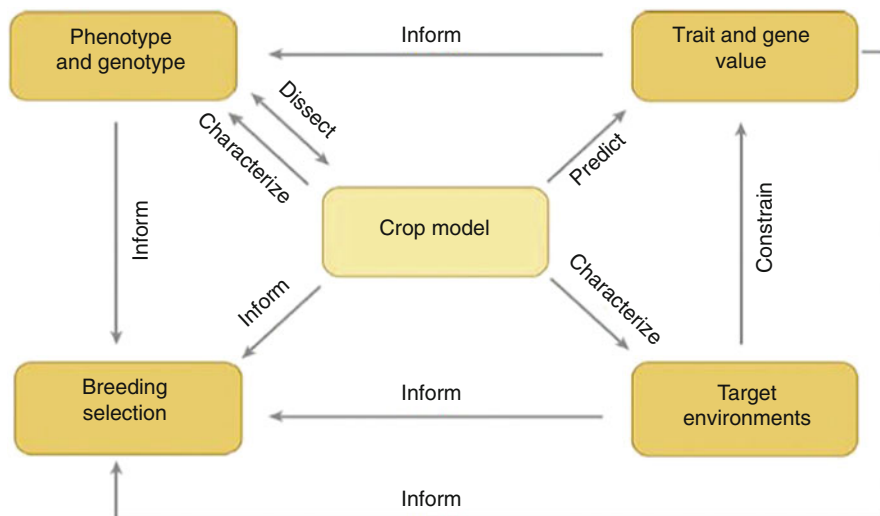 Phenotype
and genotype
Inform
Trait and gene
value
Dissect
Characterize
Predict
Crop model
Inform
Constrain
Inform
Characterize
Breeding
selection
Inform
Target
environments
Inform